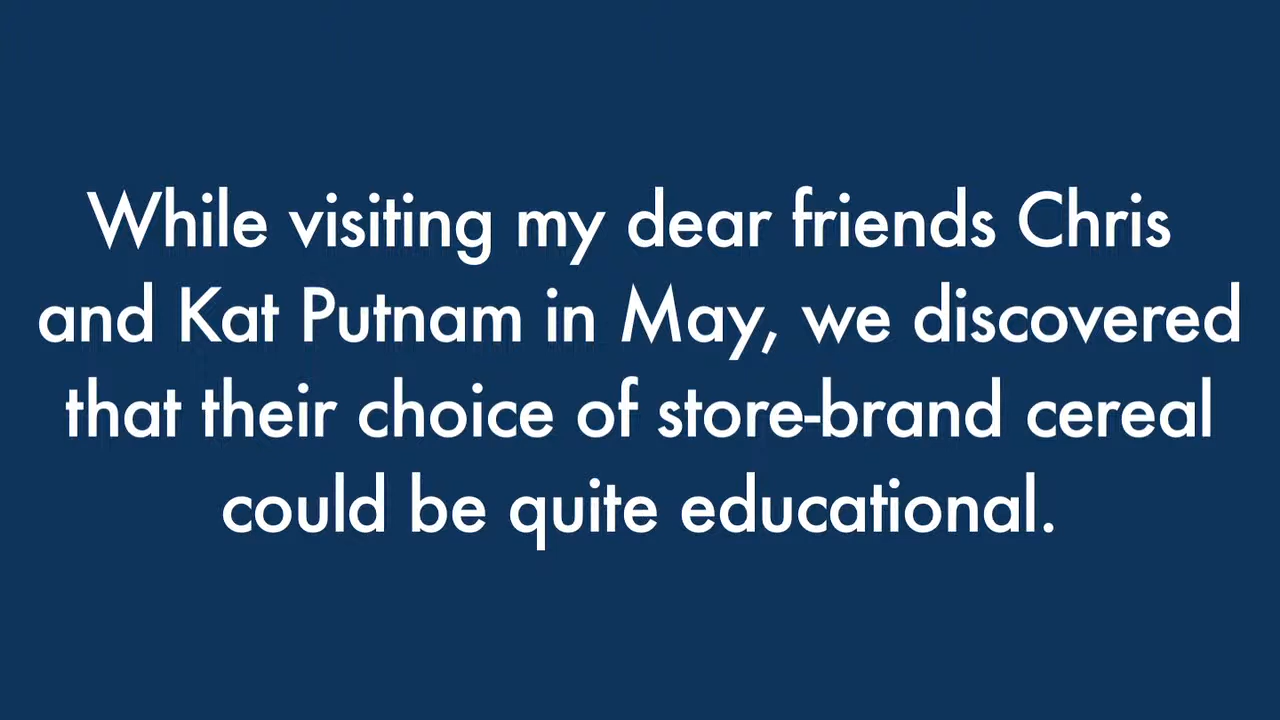 While visiting my dear friends Chris
and Kat Putnam in May, we discovered
that their choice of store-brand cereal
could be quite educational.